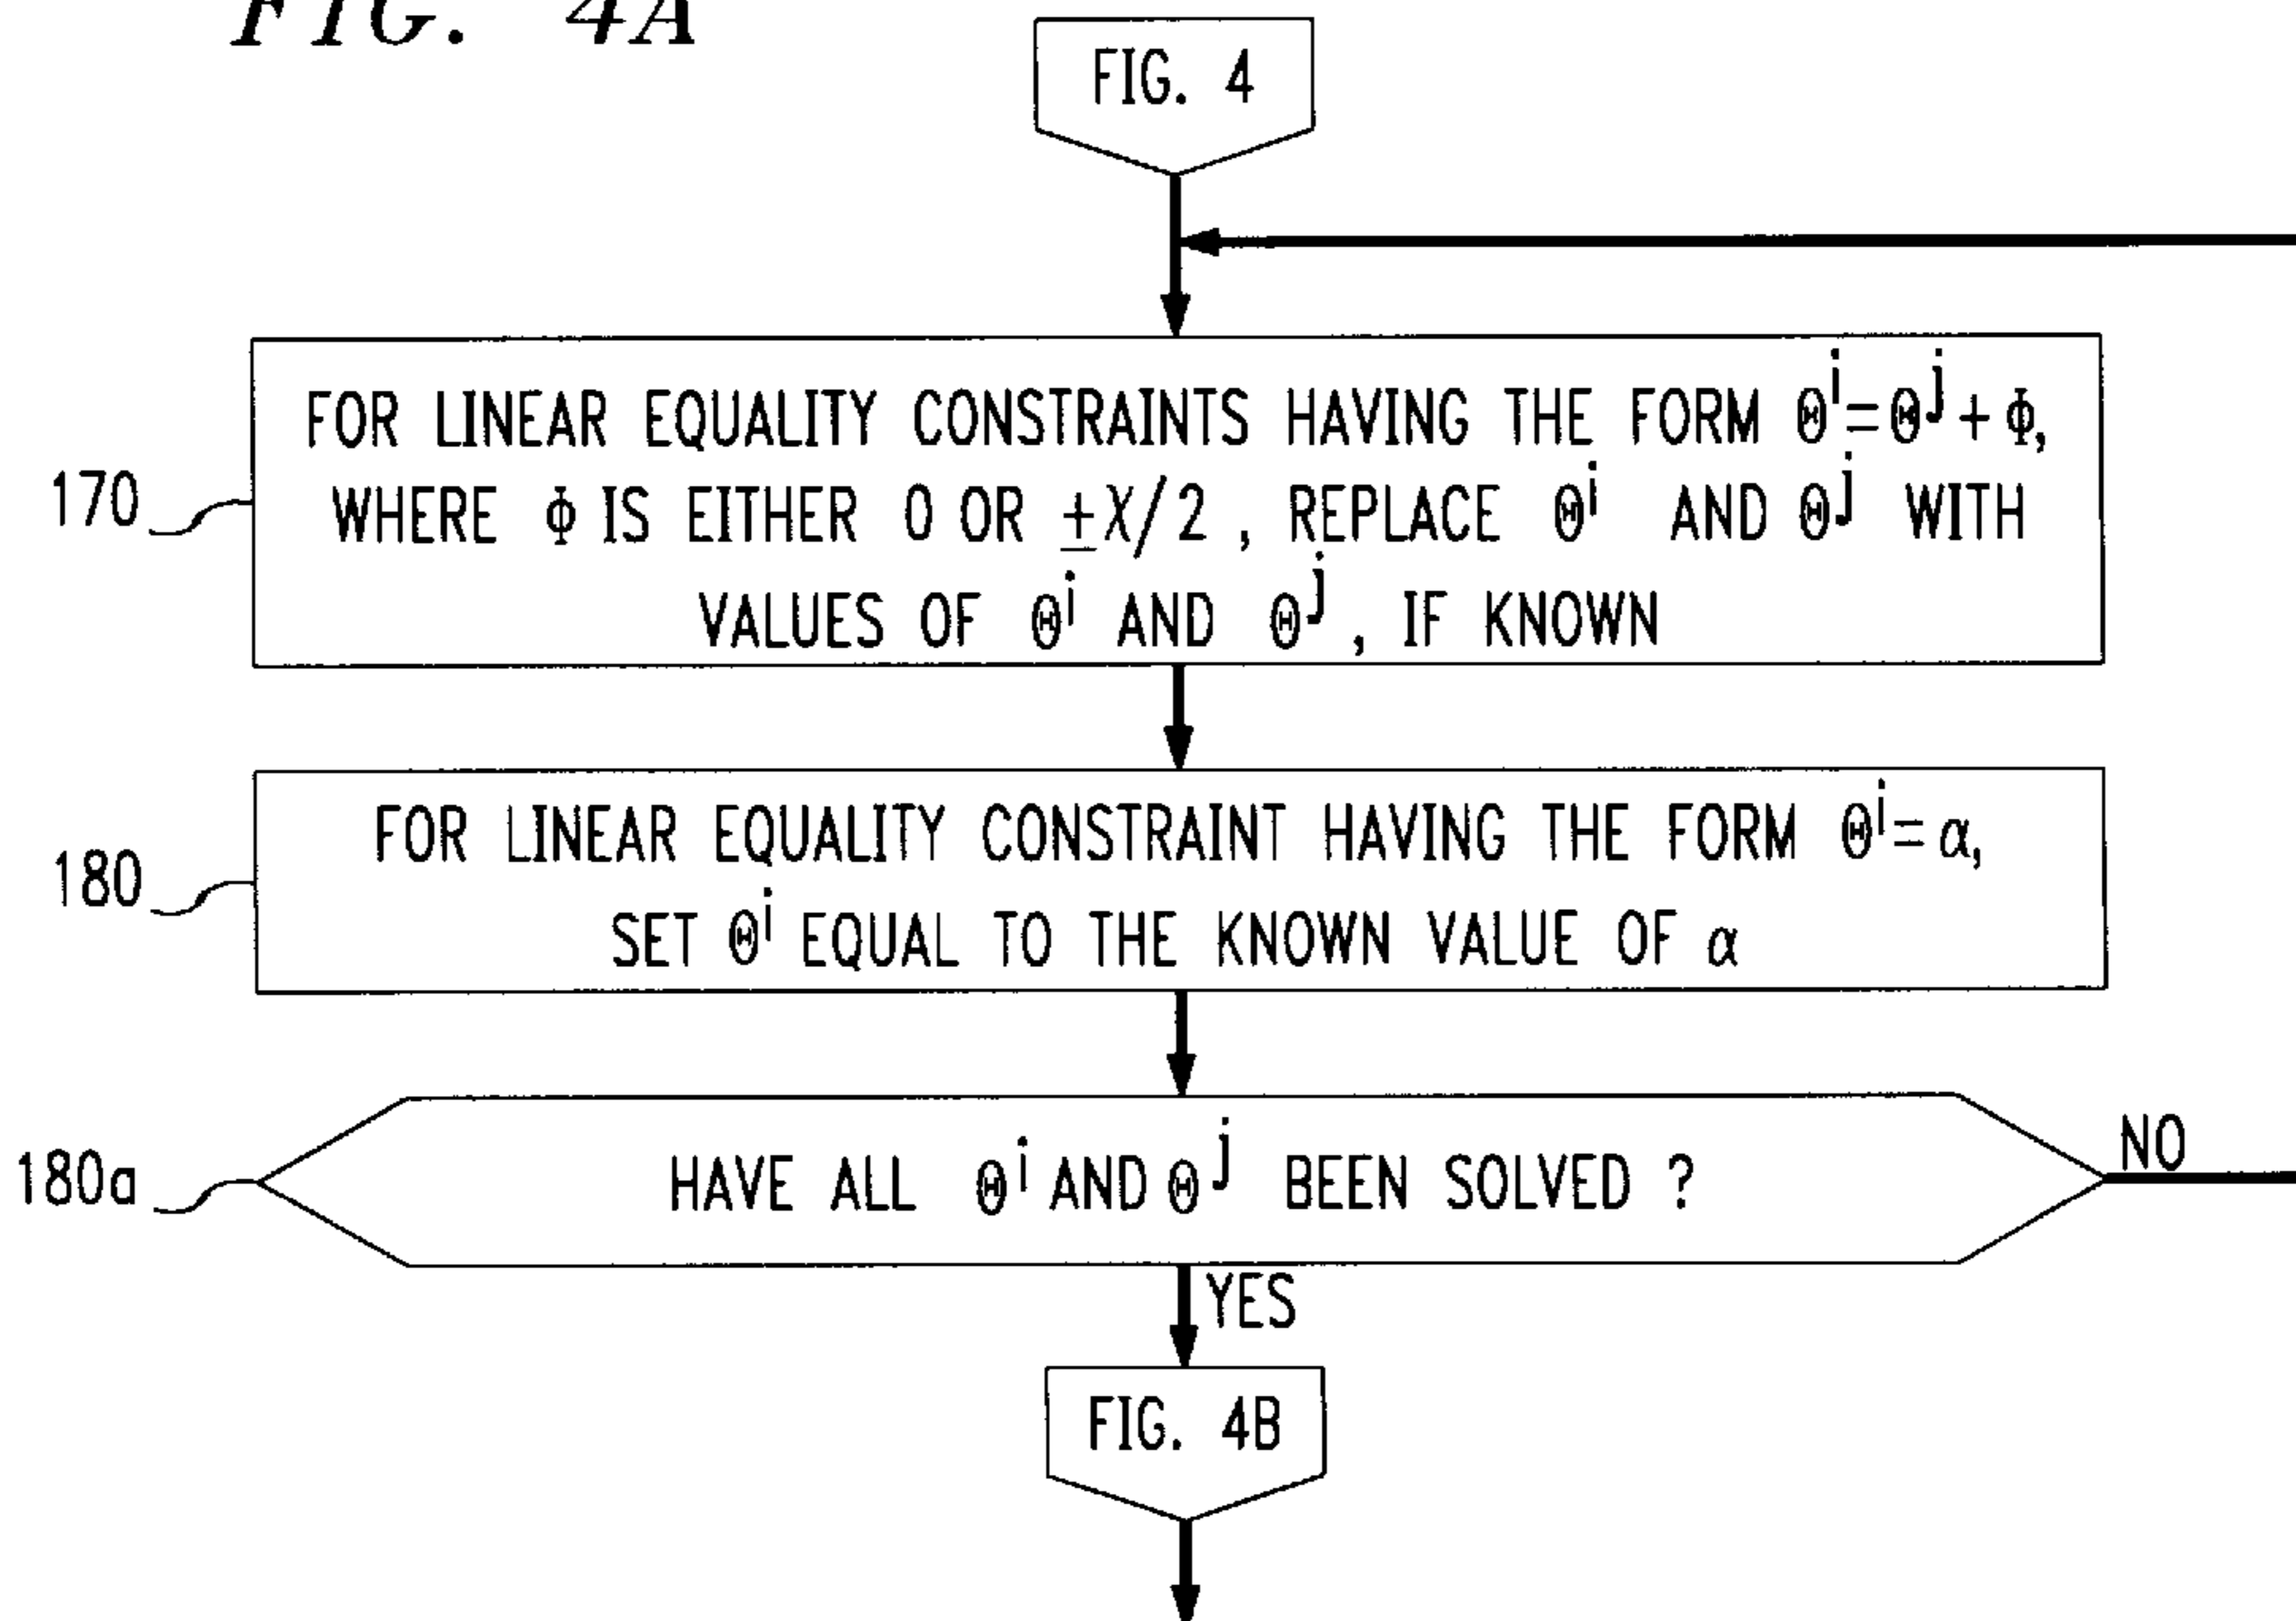 FIG. 4A
FIG. 4
FOR LINEAR EQUALITY CONSTRAINTS HAVING THE FORM Θ^i=Θ^j+Φ,
170
WHERE Φ IS EITHER 0 OR ±X/2 , REPLACE Θ^i AND Θ^j WITH
VALUES OF Θ^i AND Θ^j , IF KNOWN
FOR LINEAR EQUALITY CONSTRAINT HAVING THE FORM Θ^i=α,
180
SET Θ^i EQUAL TO THE KNOWN VALUE OF α
180a
HAVE ALL Θ^i AND Θ^j BEEN SOLVED ?
NO
YES
FIG. 4B